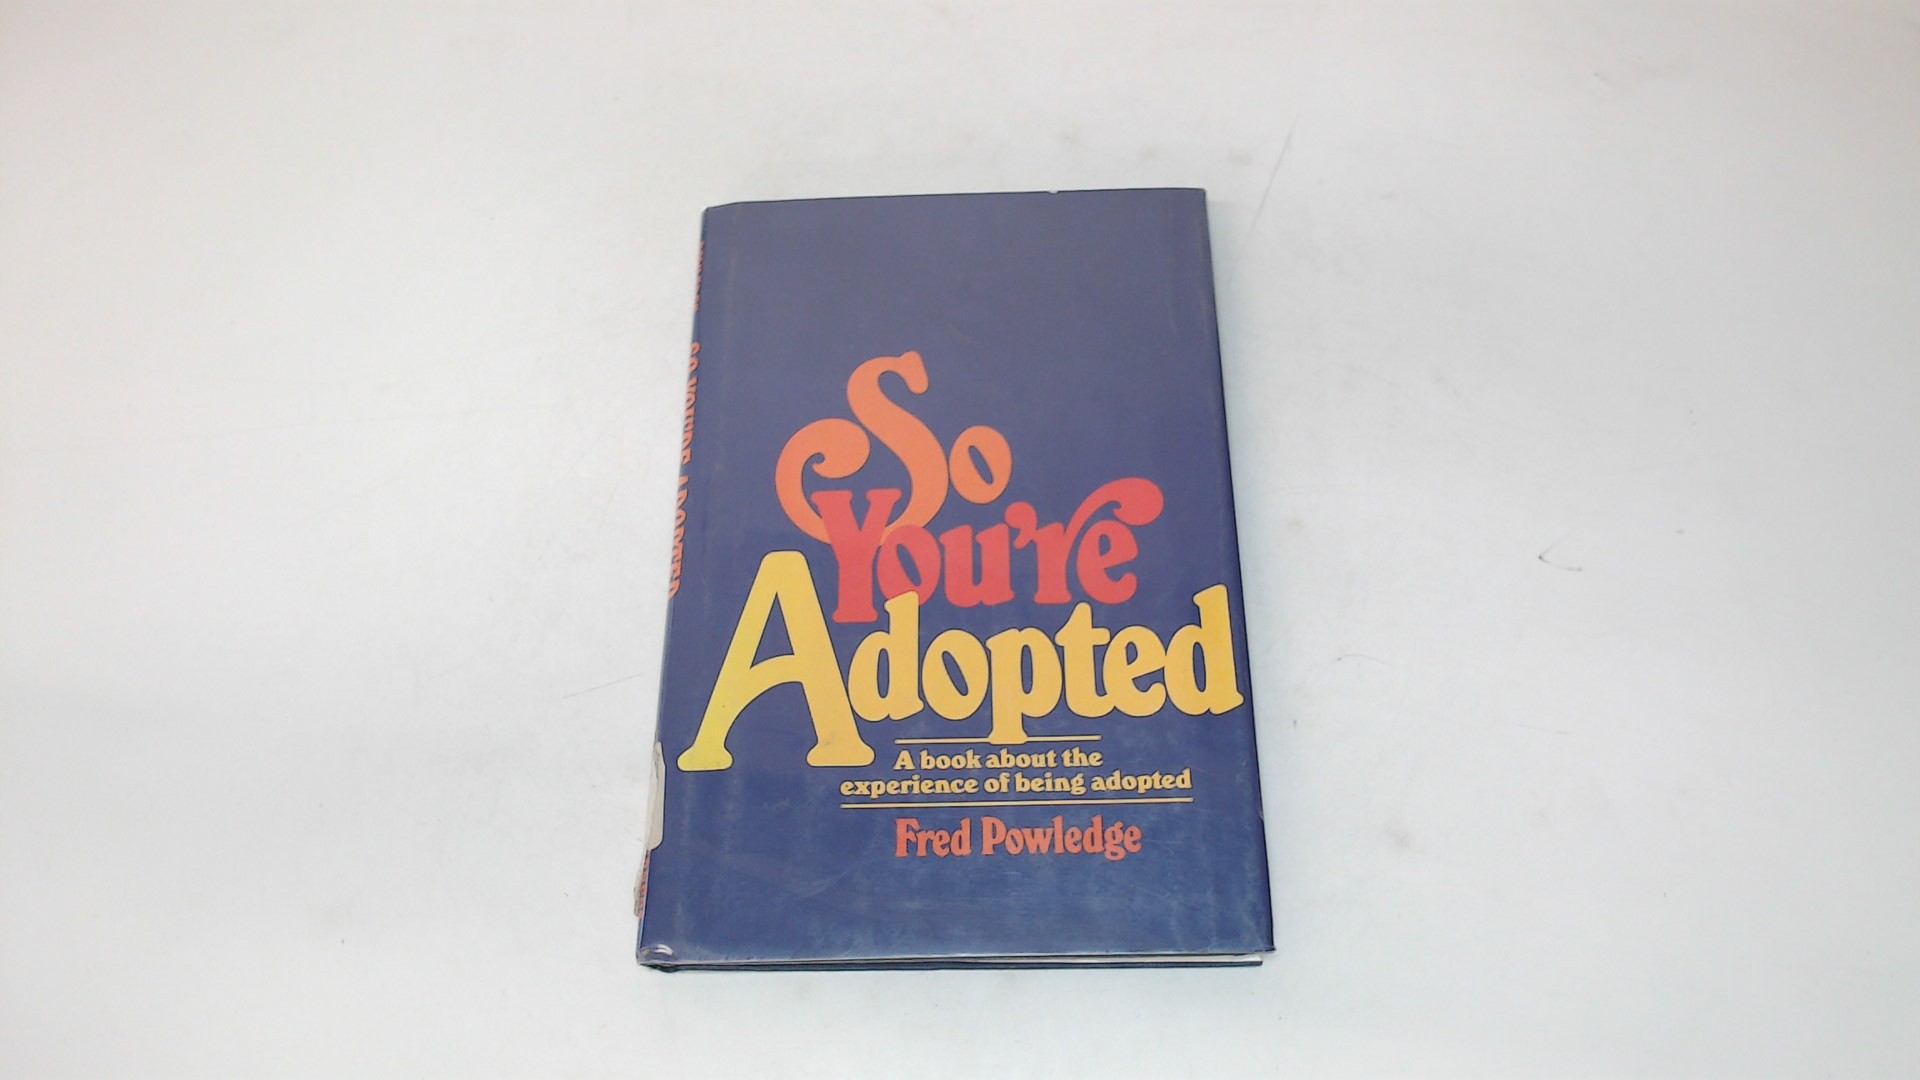 So
You're
Adopted
A book about the
experience of being adopted
Fred Powledge
SO YOU'RE ADOPTED